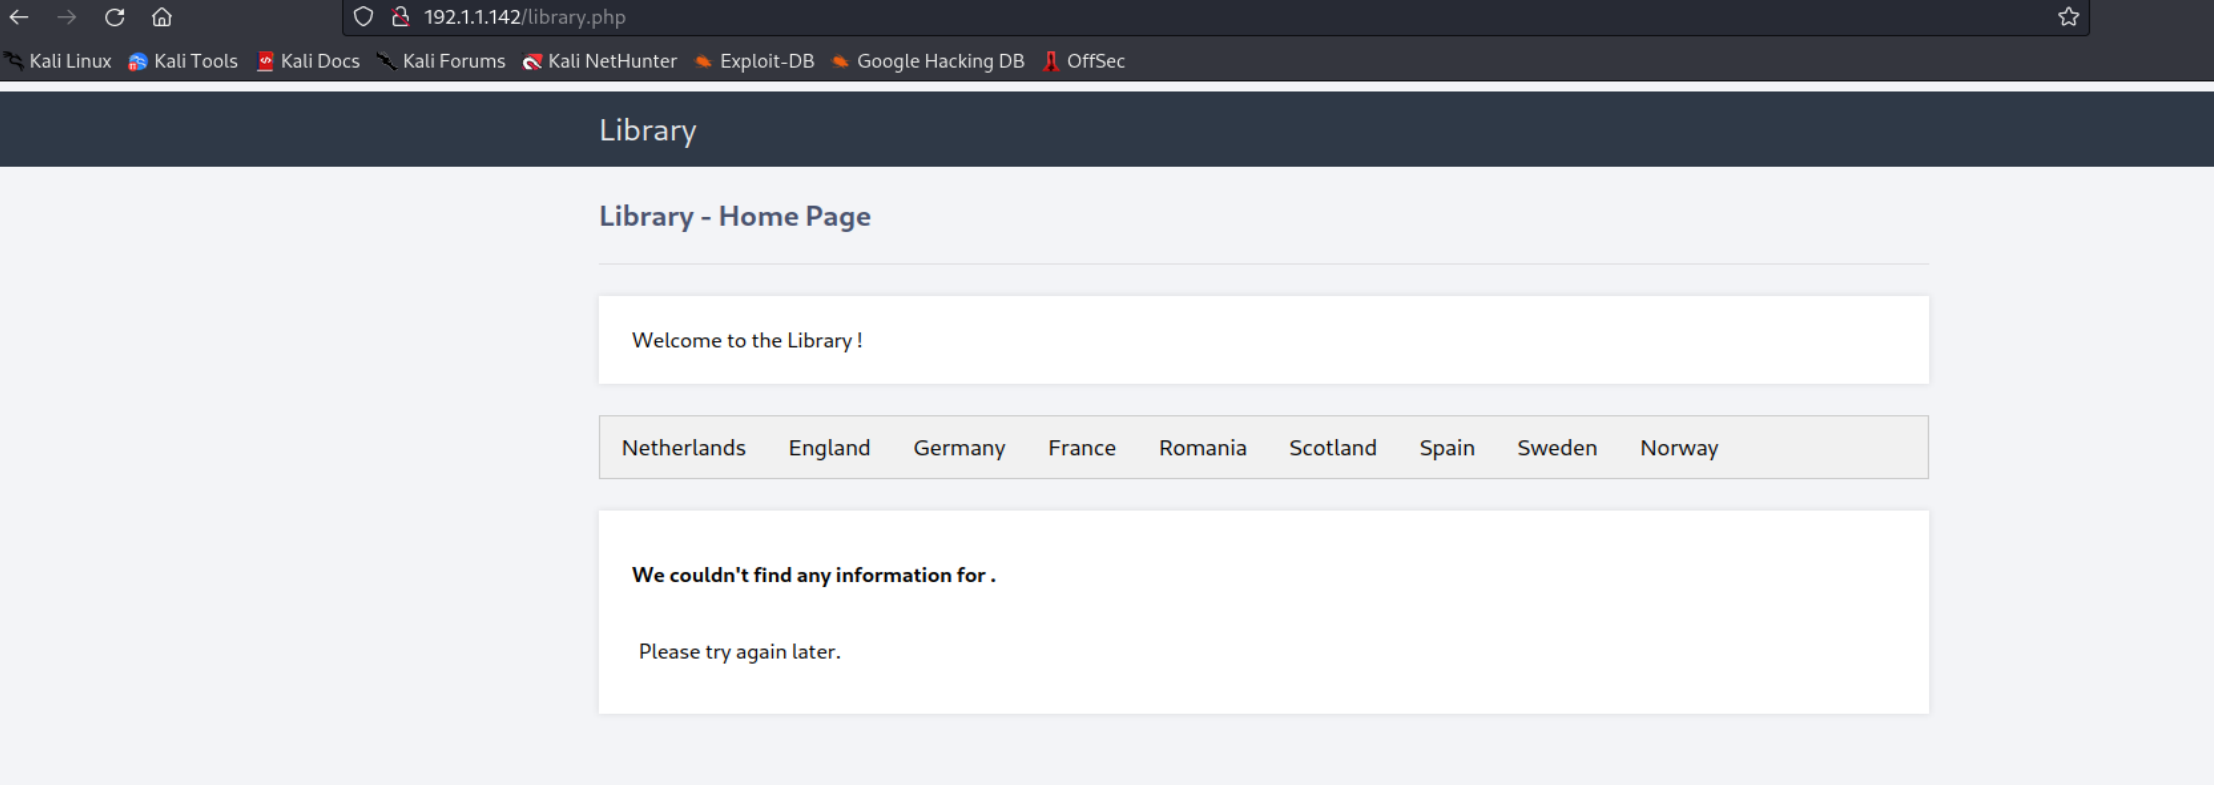 192.1.1.142/library.php
Kali Linux Kali Tools Kali Docs Kali Forums Kali NetHunter Exploit-DB Google Hacking DB OffSec
Library
Library - Home Page
Welcome to the Library !
Netherlands England Germany France Romania Scotland Spain Sweden Norway
We couldn't find any information for .
Please try again later.